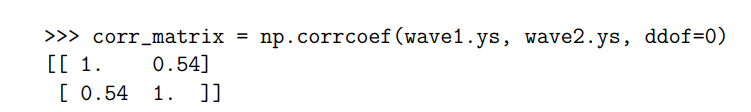 >>> corr_matrix = np.corrcoef(wave1.ys, wave2.ys, ddof=0)
[[ 1.    0.54]
 [ 0.54  1.  ]]